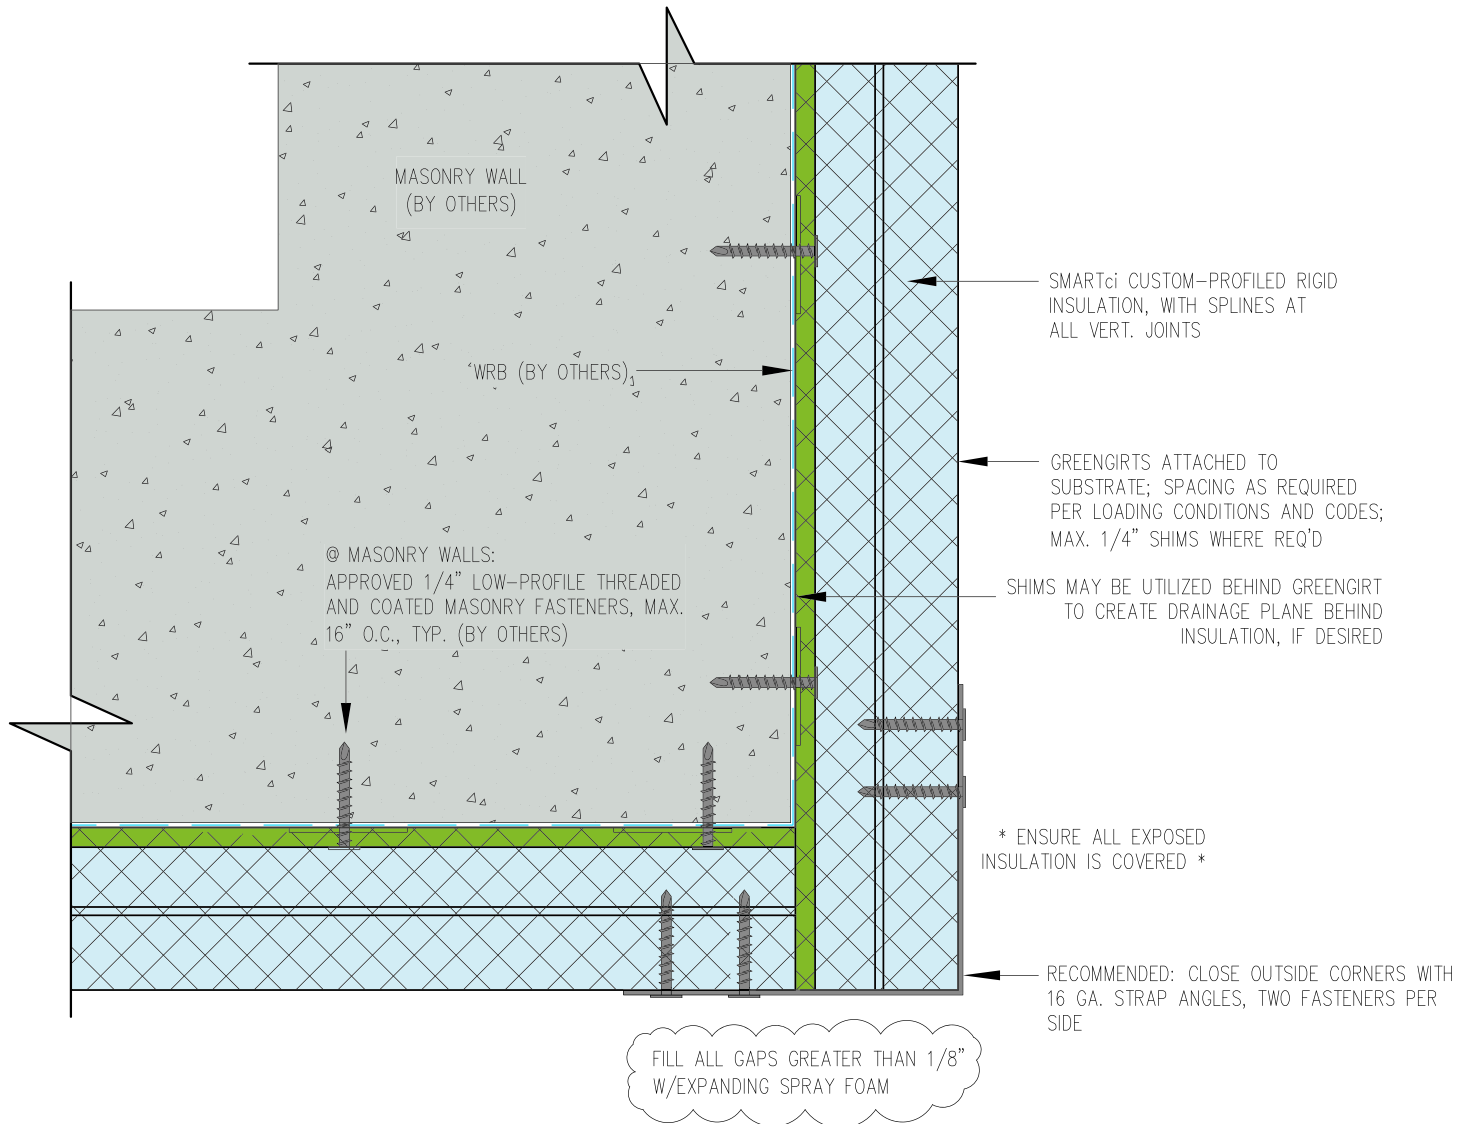 MASONRY WALL
(BY OTHERS)
SMARTci CUSTOM-PROFILED RIGID
INSULATION, WITH SPLINES AT
ALL VERT. JOINTS
WRB (BY OTHERS)
GREENGIRTS ATTACHED TO
SUBSTRATE; SPACING AS REQUIRED
PER LOADING CONDITIONS AND CODES;
MAX. 1/4" SHIMS WHERE REQ'D
@ MASONRY WALLS:
APPROVED 1/4" LOW-PROFILE THREADED
AND COATED MASONRY FASTENERS, MAX.
16" O.C., TYP. (BY OTHERS)
SHIMS MAY BE UTILIZED BEHIND GREENGIRT
TO CREATE DRAINAGE PLANE BEHIND
INSULATION, IF DESIRED
* ENSURE ALL EXPOSED
INSULATION IS COVERED *
RECOMMENDED: CLOSE OUTSIDE CORNERS WITH
16 GA. STRAP ANGLES, TWO FASTENERS PER
SIDE
FILL ALL GAPS GREATER THAN 1/8"
W/EXPANDING SPRAY FOAM